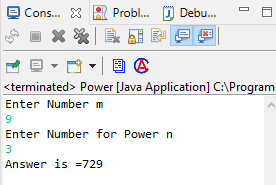 Cons...
Probl...
Debu...
<terminated> Power [Java Application] C:\Program
Enter Number m
9
Enter Number for Power n
3
Answer is =729